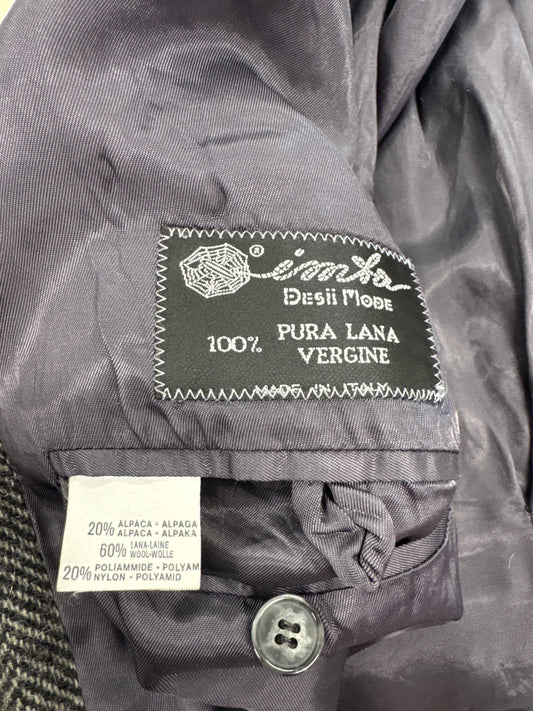 ® imta
Desii Mode
100% PURA LANA
VERGINE
MADE IN ITALY
20% ALPACA - ALPAGA
ALPACA - ALPAKA
60% LANA-LAINE
WOOL-WOLLE
20% POLIAMMIDE - POLYAM
NYLON - POLYAMID